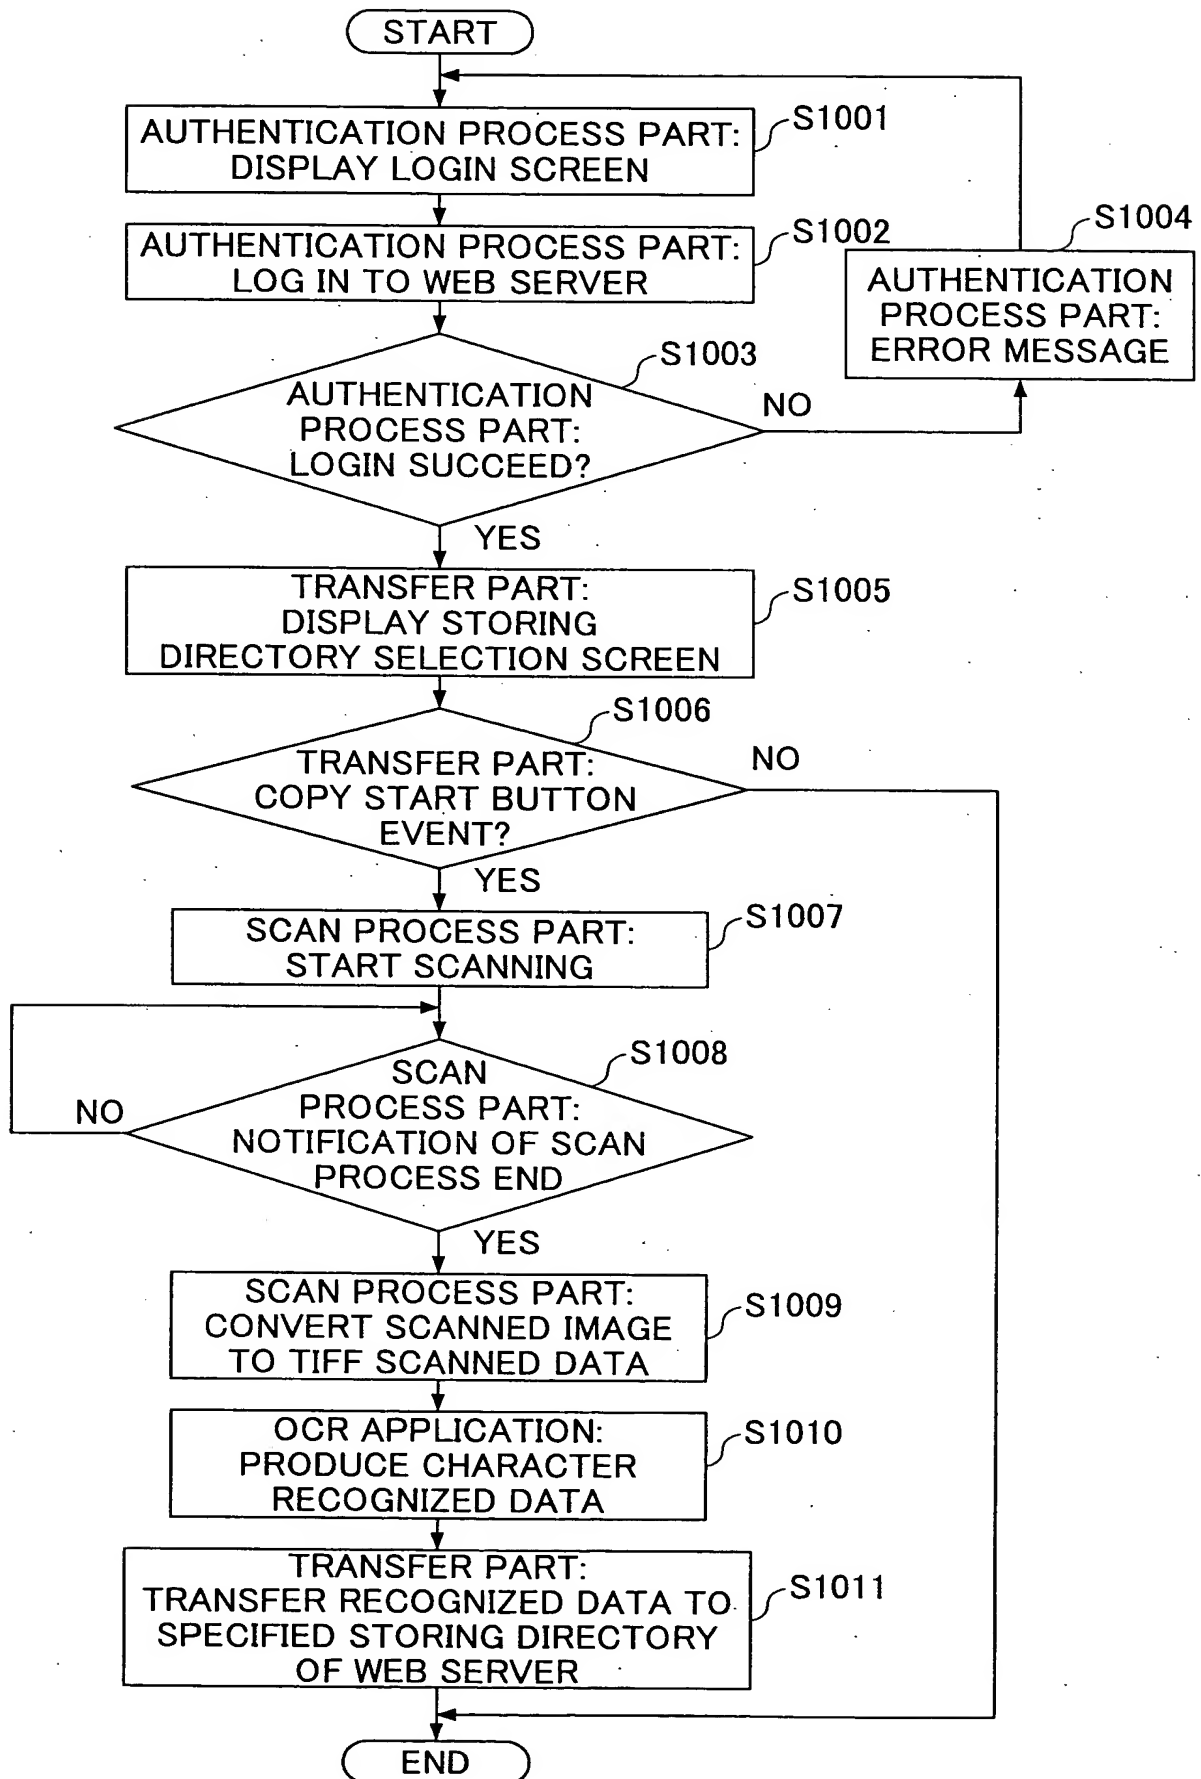 START
AUTHENTICATION PROCESS PART:
DISPLAY LOGIN SCREEN
S1001
AUTHENTICATION PROCESS PART:
LOG IN TO WEB SERVER
S1002
S1004
AUTHENTICATION
PROCESS PART:
ERROR MESSAGE
S1003
AUTHENTICATION
PROCESS PART:
LOGIN SUCCEED?
NO
YES
TRANSFER PART:
DISPLAY STORING
DIRECTORY SELECTION SCREEN
S1005
S1006
TRANSFER PART:
COPY START BUTTON
EVENT?
NO
YES
SCAN PROCESS PART:
START SCANNING
S1007
S1008
SCAN
PROCESS PART:
NOTIFICATION OF SCAN
PROCESS END
NO
YES
SCAN PROCESS PART:
CONVERT SCANNED IMAGE
TO TIFF SCANNED DATA
S1009
OCR APPLICATION:
PRODUCE CHARACTER
RECOGNIZED DATA
S1010
TRANSFER PART:
TRANSFER RECOGNIZED DATA TO
SPECIFIED STORING DIRECTORY
OF WEB SERVER
S1011
END